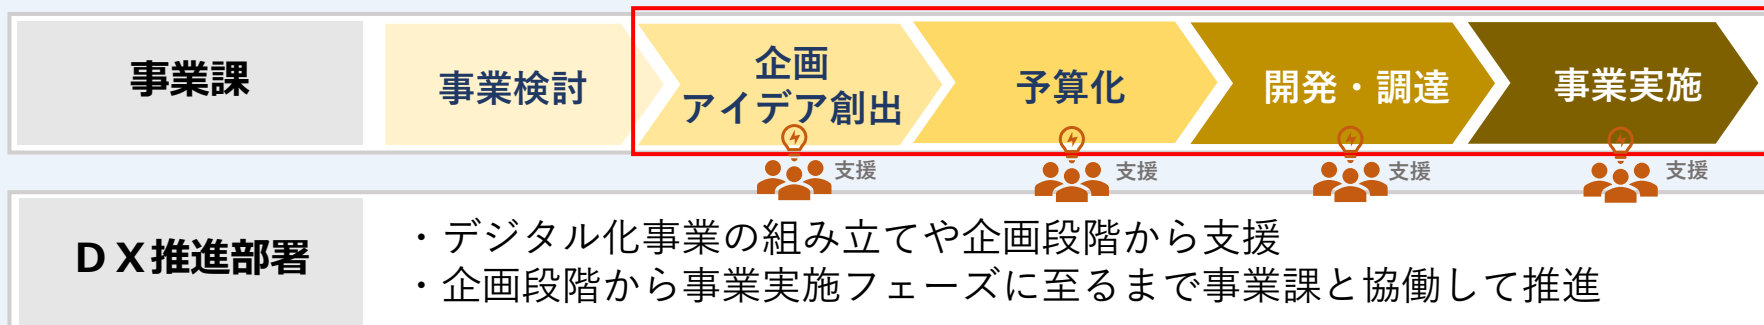 事業課
事業検討
企画
アイデア創出
予算化
開発・調達
事業実施
支援
支援
支援
支援
ＤＸ推進部署
・デジタル化事業の組み立てや企画段階から支援
・企画段階から事業実施フェーズに至るまで事業課と協働して推進